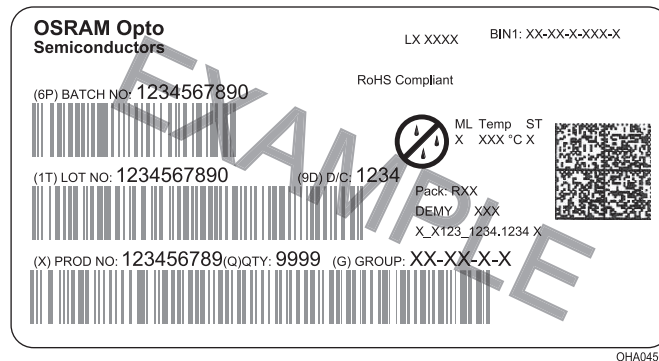 OSRAM Opto
Semiconductors
LX XXXX
BIN1: XX-XX-X-XXX-X
RoHS Compliant
(6P) BATCH NO: 1234567890
ML Temp ST
X XXX °C X
(1T) LOT NO: 1234567890 (9D) D/C: 1234
Pack: RXX
DEMY XXX
X_X123_1234.1234 X
(X) PROD NO: 123456789(Q)QTY: 9999 (G) GROUP: XX-XX-X-X
EXAMPLE
OHA045